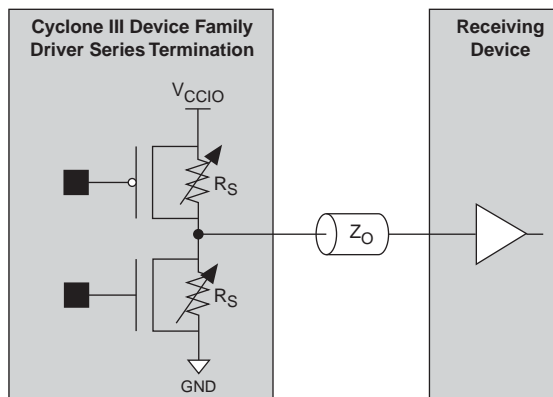 Cyclone III Device Family
Driver Series Termination
Receiving
Device
VCCIO
RS
ZO
RS
GND